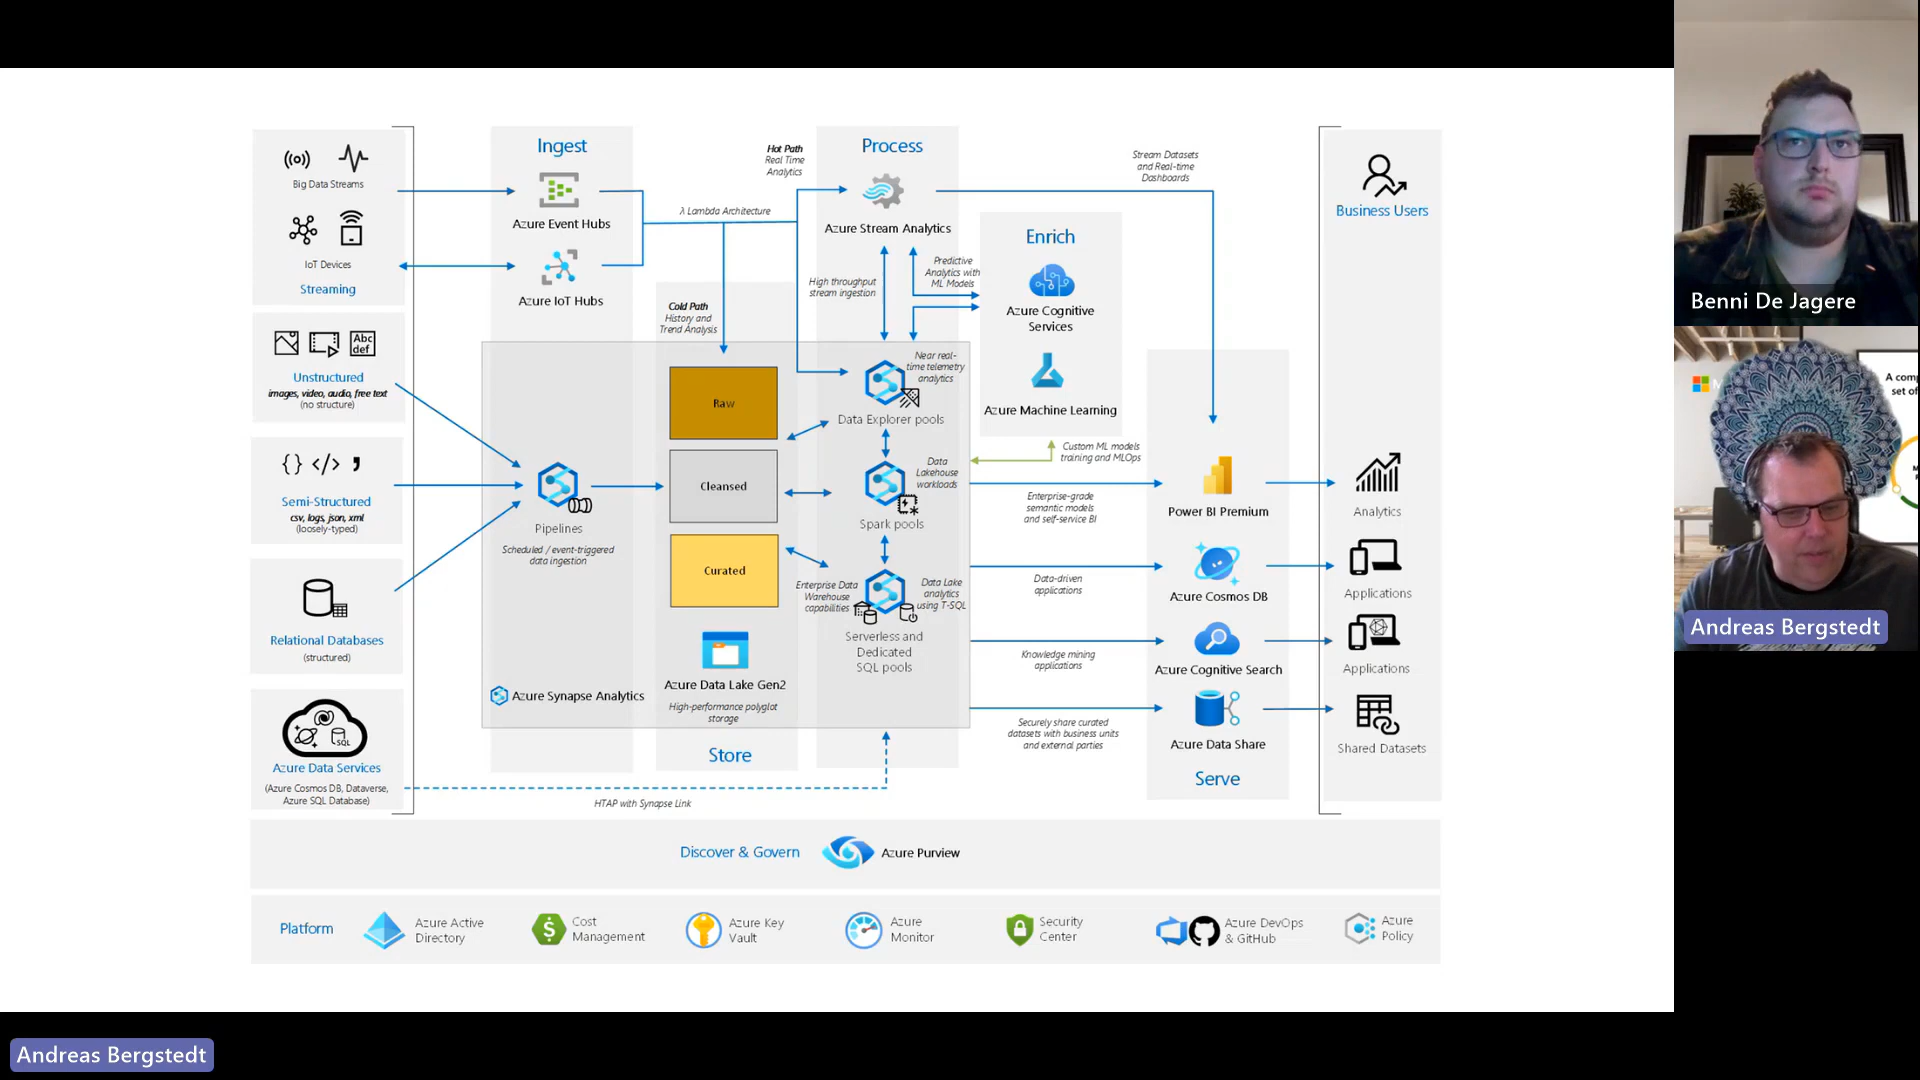 Big Data Streams
IoT Devices
Streaming
Abc
def
Unstructured
images, video, audio, free text
(no structure)
{} </> ,
Semi-Structured
csv, logs, json, xml
(loosely-typed)
Relational Databases
(structured)
SQL
Azure Data Services
(Azure Cosmos DB, Dataverse,
Azure SQL Database)
Ingest
Azure Event Hubs
Azure IoT Hubs
Pipelines
Scheduled / event-triggered
data ingestion
Azure Synapse Analytics
λ Lambda Architecture
Hot Path
Real Time
Analytics
Cold Path
History and
Trend Analysis
Raw
Cleansed
Curated
Azure Data Lake Gen2
High-performance polyglot
storage
Store
HTAP with Synapse Link
Process
Azure Stream Analytics
High throughput
stream ingestion
Predictive
Analytics with
ML Models
Near real-
time telemetry
analytics
Data Explorer pools
Data
Lakehouse
workloads
Spark pools
Enterprise Data
Warehouse
capabilities
Data Lake
analytics
using T-SQL
Serverless and
Dedicated
SQL pools
Enrich
Azure Cognitive
Services
Azure Machine Learning
Custom ML models
training and MLOps
Stream Datasets
and Real-time
Dashboards
Enterprise-grade
semantic models
and self-service BI
Data-driven
applications
Knowledge mining
applications
Securely share curated
datasets with business units
and external parties
Power BI Premium
Azure Cosmos DB
Azure Cognitive Search
Azure Data Share
Serve
Business Users
Analytics
Applications
Applications
Shared Datasets
Discover & Govern
Azure Purview
Platform
Azure Active
Directory
$
Cost
Management
Azure Key
Vault
Azure
Monitor
Security
Center
Azure DevOps
& GitHub
Azure
Policy
Benni De Jagere
A comp
set of
Andreas Bergstedt
Andreas Bergstedt